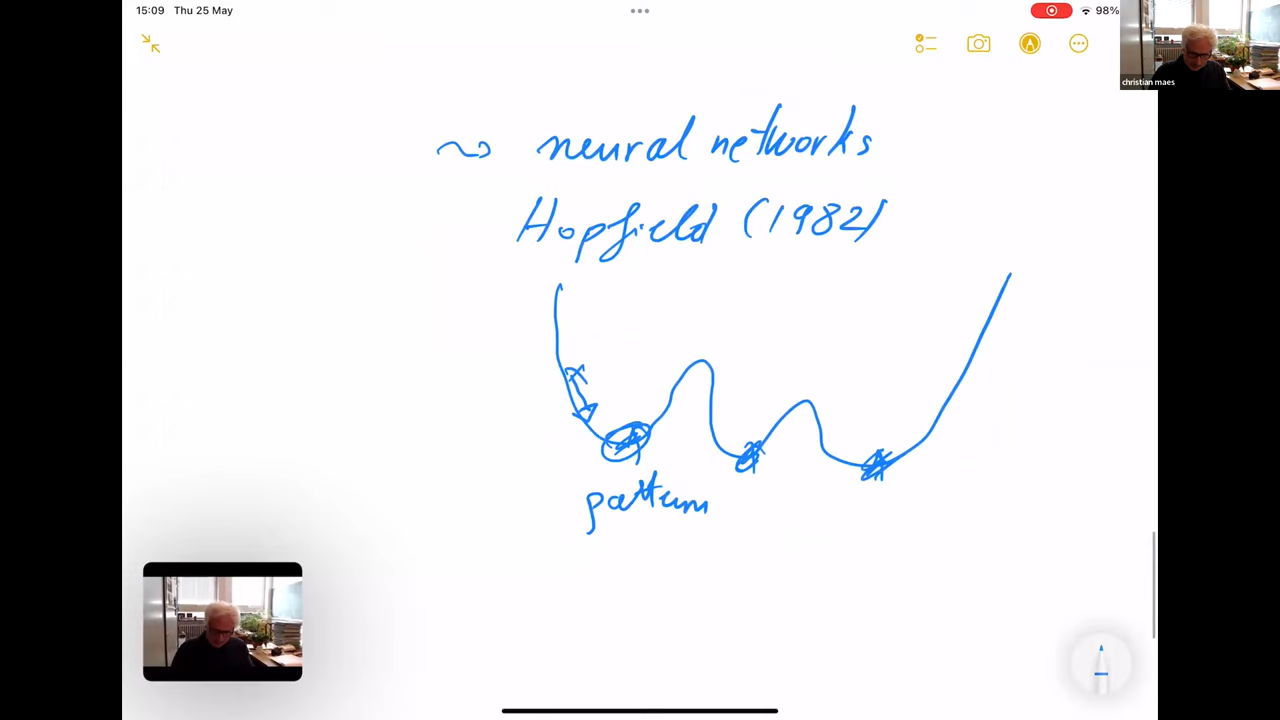 15:09 Thu 25 May
98%
christian maes
neural networks
Hopfield (1982)
pattern